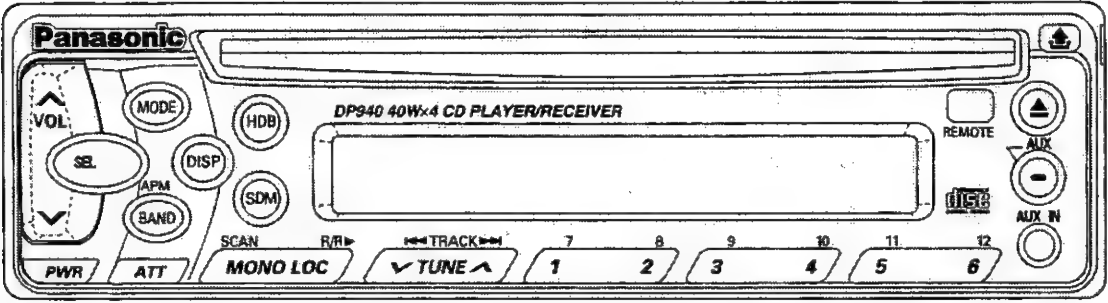 Panasonic
VOL
MODE
HDB
DP940 40W×4 CD PLAYER/RECEIVER
REMOTE
AUX
SEL
DISP
APM
BAND
SDM
disc
AUX IN
SCAN R/R▶ ⏮TRACK⏭ 7 8 9 10 11 12
PWR ATT MONO LOC TUNE 1 2 3 4 5 6